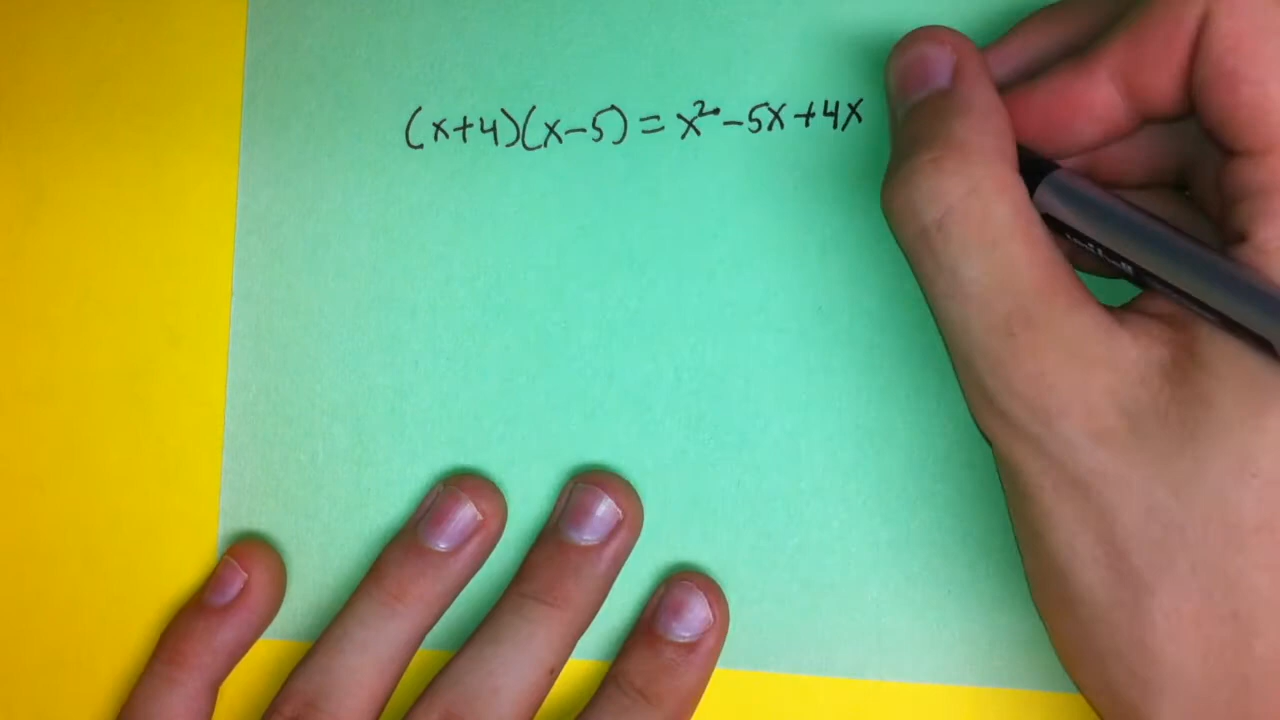 (x+4)(x-5) = x²-5x+4x